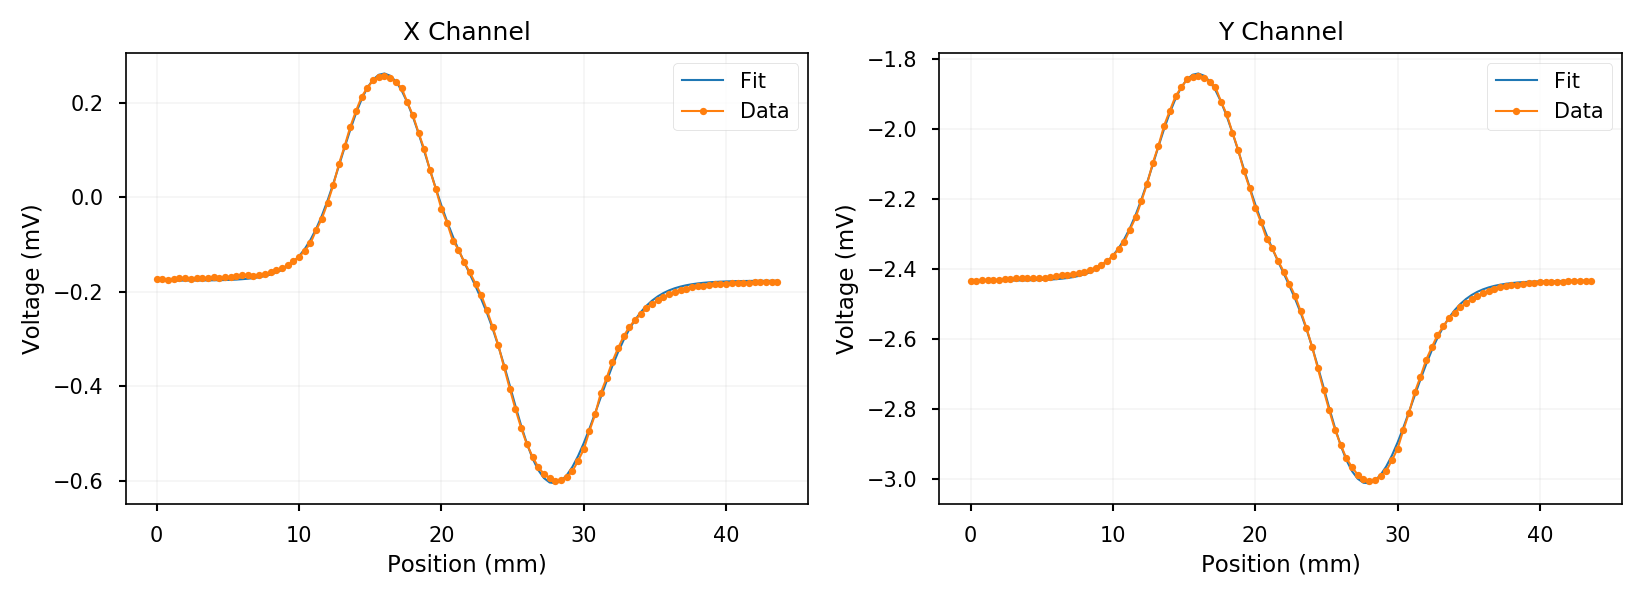 X Channel
Voltage (mV)
0.2
0.0
−0.2
−0.4
−0.6
Fit
Data
0
10
20
30
40
Position (mm)
Y Channel
Voltage (mV)
−1.8
−2.0
−2.2
−2.4
−2.6
−2.8
−3.0
Fit
Data
0
10
20
30
40
Position (mm)